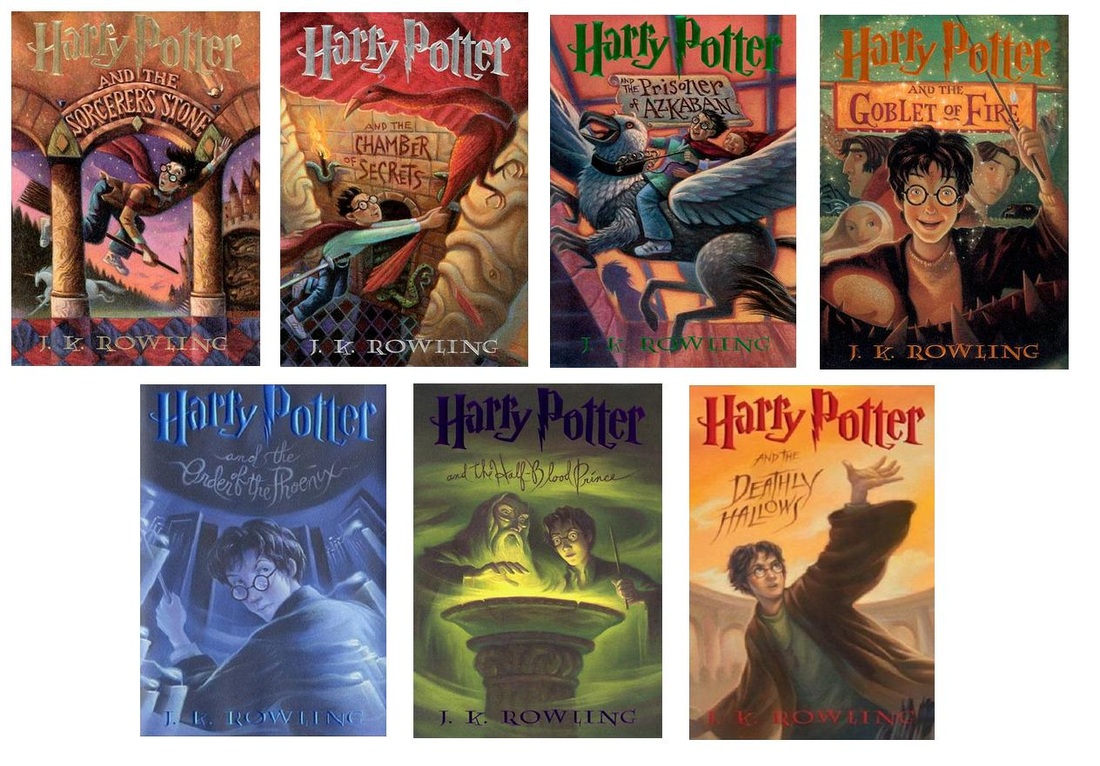 Harry Potter
AND THE
SORCERER'S STONE
J. K. ROWLING
Harry Potter
AND THE
CHAMBER
OF
SECRETS
J. K. ROWLING
Harry Potter
AND THE Prisoner
of AZKABAN
J. K. ROWLING
Harry Potter
AND THE
GOBLET OF FIRE
J. K. ROWLING
Harry Potter
and the
Order of the Phoenix
J. K. ROWLING
Harry Potter
and the Half-Blood Prince
J. K. ROWLING
Harry Potter
AND THE
DEATHLY
HALLOWS
J. K. ROWLING